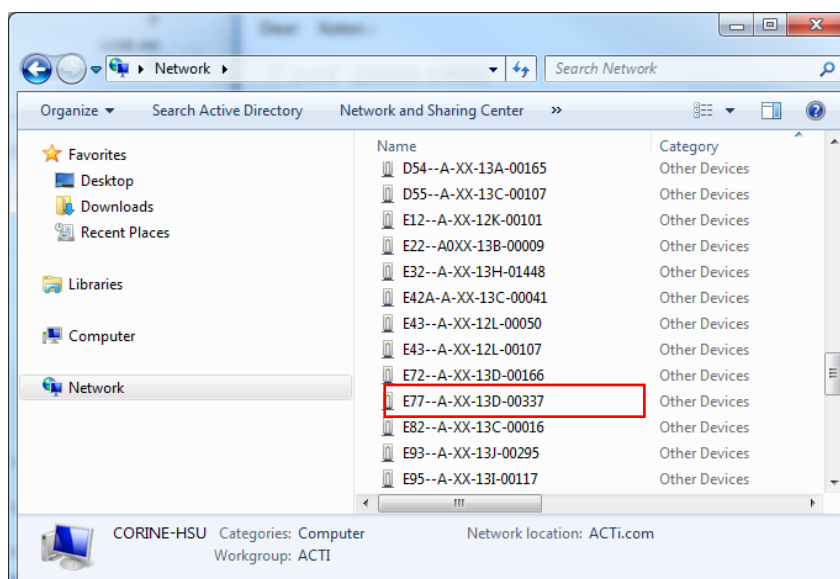 Network
Search Network
Organize Search Active Directory Network and Sharing Center »
Favorites
Desktop
Downloads
Recent Places
Libraries
Computer
Network
Name Category
D54--A-XX-13A-00165 Other Devices
D55--A-XX-13C-00107 Other Devices
E12--A-XX-12K-00101 Other Devices
E22--A0XX-13B-00009 Other Devices
E32--A-XX-13H-01448 Other Devices
E42A-A-XX-13C-00041 Other Devices
E43--A-XX-12L-00050 Other Devices
E43--A-XX-12L-00107 Other Devices
E72--A-XX-13D-00166 Other Devices
E77--A-XX-13D-00337 Other Devices
E82--A-XX-13C-00016 Other Devices
E93--A-XX-13J-00295 Other Devices
E95--A-XX-13I-00117 Other Devices
CORINE-HSU Categories: Computer Network location: ACTi.com
Workgroup: ACTI